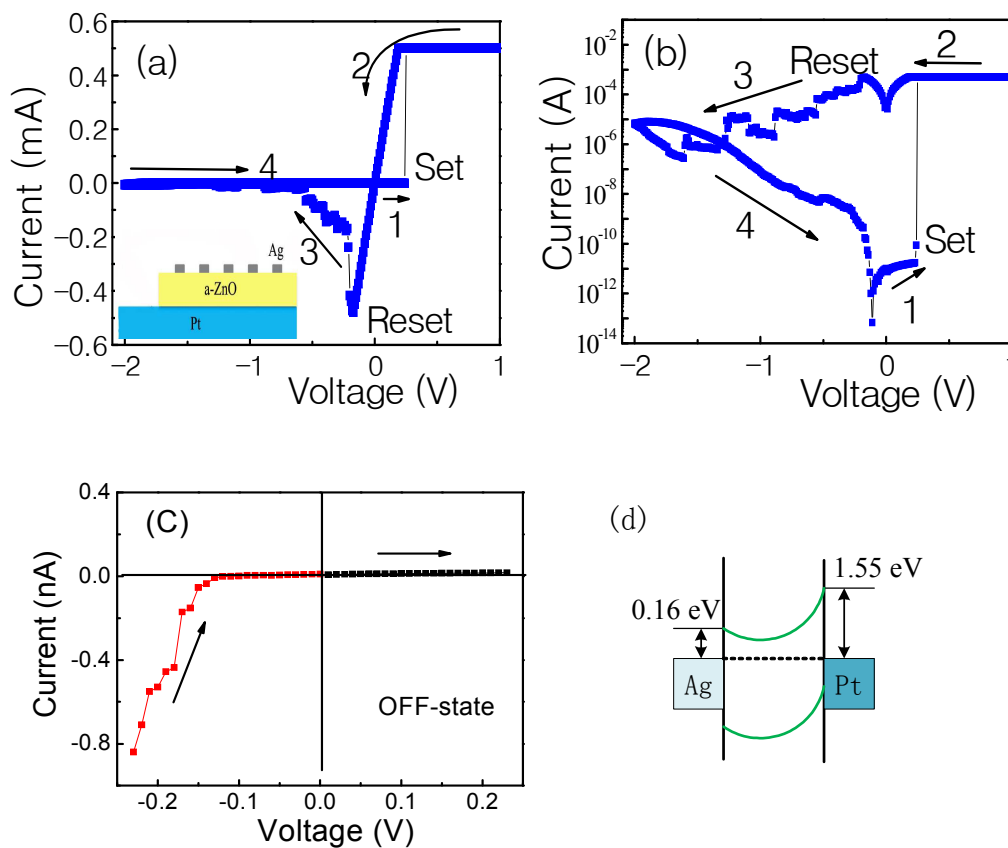 (a)
Current (mA)
0.6
0.4
0.2
0.0
−0.2
−0.4
0.6
−2
−1
0
1
Voltage (V)
2
Set
4
1
3
Reset
Ag
a-ZnO
Pt
(b)
Current (A)
10⁻²
10⁻⁴
10⁻⁶
10⁻⁸
10⁻¹⁰
10⁻¹²
10⁻¹⁴
−2
−1
0
1
Voltage (V)
3
Reset
2
4
Set
1
(C)
Current (nA)
0.4
0.0
-0.4
-0.8
-0.2
-0.1
0.0
0.1
0.2
Voltage (V)
OFF-state
(d)
1.55 eV
0.16 eV
Ag
Pt